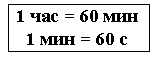 1 час = 60 мин
1 мин = 60 с